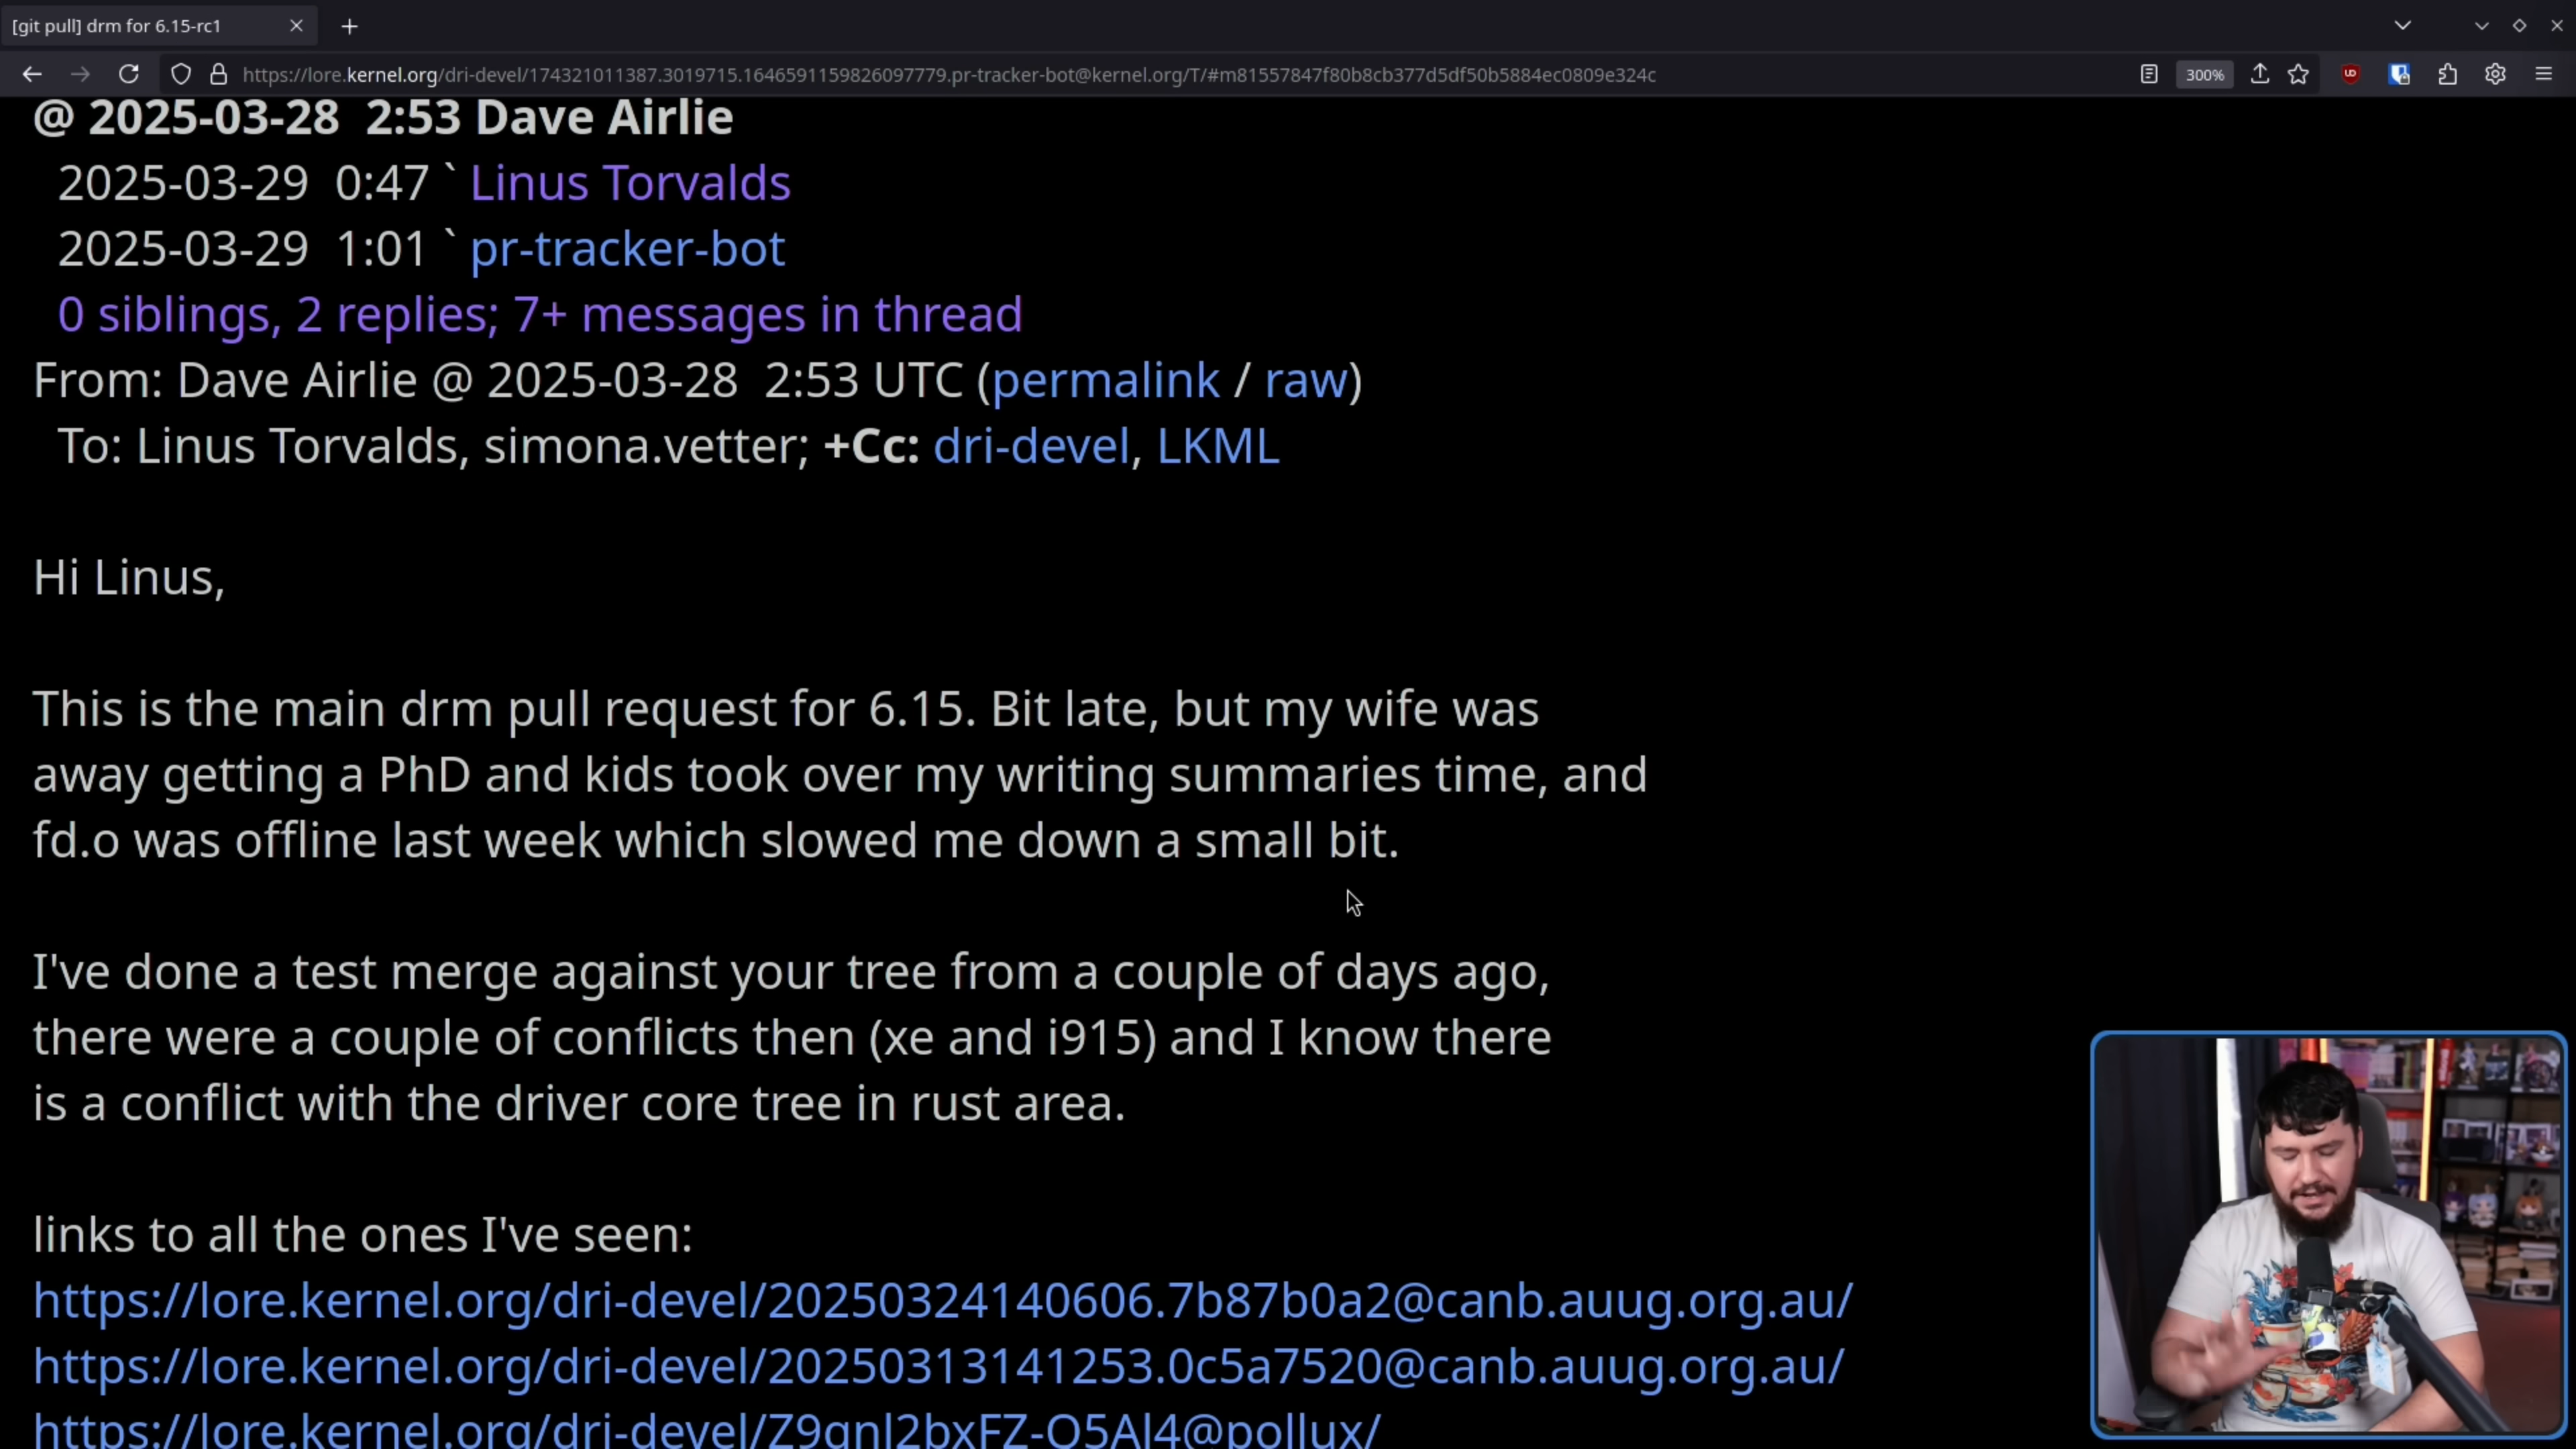 [git pull] drm for 6.15-rc1
https://lore.kernel.org/dri-devel/174321011387.3019715.1646591159826097779.pr-tracker-bot@kernel.org/T/#m81557847f80b8cb377d5df50b5884ec0809e324c
300%
@ 2025-03-28 2:53 Dave Airlie
2025-03-29 0:47 ` Linus Torvalds
2025-03-29 1:01 ` pr-tracker-bot
0 siblings, 2 replies; 7+ messages in thread
From: Dave Airlie @ 2025-03-28 2:53 UTC (permalink / raw)
To: Linus Torvalds, simona.vetter; +Cc: dri-devel, LKML
Hi Linus,
This is the main drm pull request for 6.15. Bit late, but my wife was
away getting a PhD and kids took over my writing summaries time, and
fd.o was offline last week which slowed me down a small bit.
I've done a test merge against your tree from a couple of days ago,
there were a couple of conflicts then (xe and i915) and I know there
is a conflict with the driver core tree in rust area.
links to all the ones I've seen:
https://lore.kernel.org/dri-devel/20250324140606.7b87b0a2@canb.auug.org.au/
https://lore.kernel.org/dri-devel/20250313141253.0c5a7520@canb.auug.org.au/